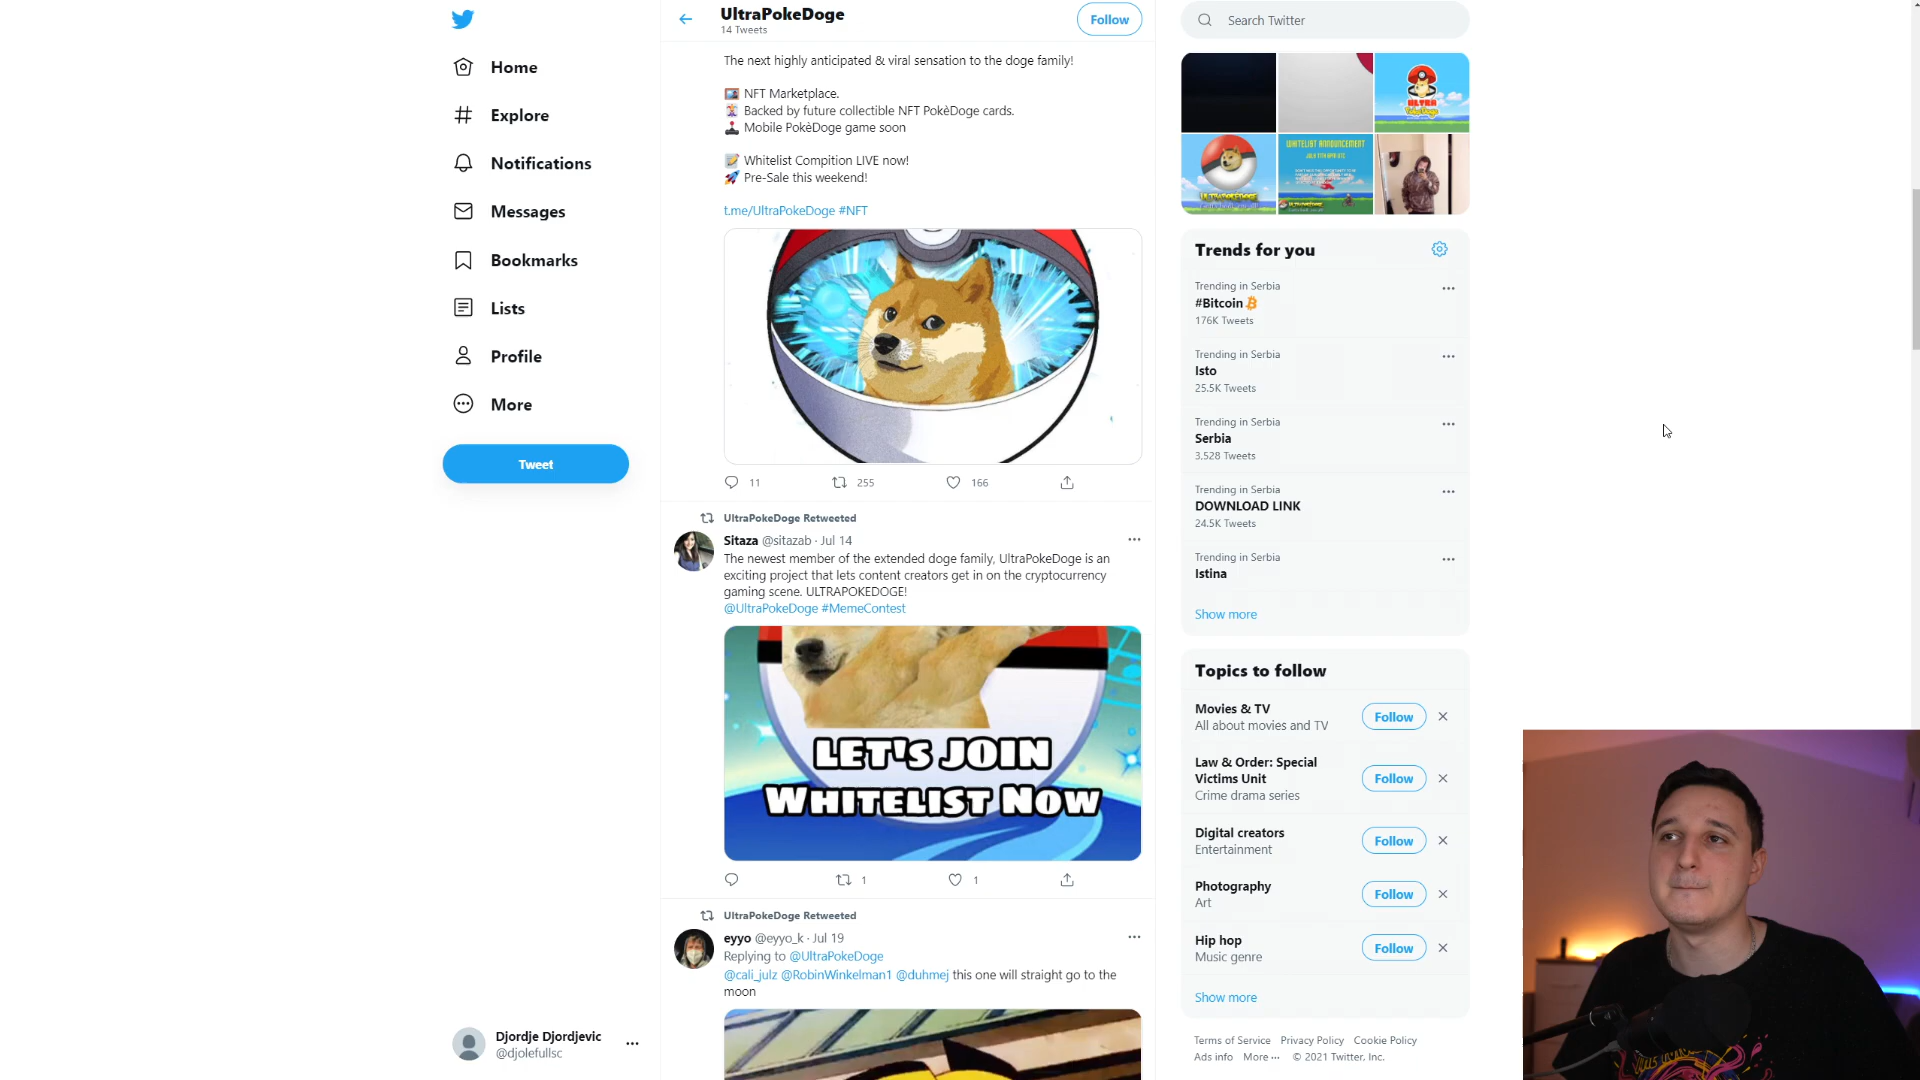 Home
Explore
Notifications
Messages
Bookmarks
Lists
Profile
More
Tweet
Djordje Djordjevic
@djolefullsc
UltraPokeDoge
14 Tweets
Follow
The next highly anticipated & viral sensation to the doge family!
NFT Marketplace.
Backed by future collectible NFT PokèDoge cards.
Mobile PokèDoge game soon
Whitelist Compition LIVE now!
Pre-Sale this weekend!
t.me/UltraPokeDoge #NFT
11 255 166
UltraPokeDoge Retweeted
Sitaza @sitazab · Jul 14
The newest member of the extended doge family, UltraPokeDoge is an
exciting project that lets content creators get in on the cryptocurrency
gaming scene. ULTRAPOKEDOGE!
@UltraPokeDoge #MemeContest
LET'S JOIN
WHITELIST NOW
1 1
UltraPokeDoge Retweeted
eyyo @eyyo_k · Jul 19
Replying to @UltraPokeDoge
@cali_julz @RobinWinkelman1 @duhmej this one will straight go to the
moon
Search Twitter
ULTRA
PokeDoge
ULTRAPOKEDOGE
WHITELIST ANNOUNCEMENT
Trends for you
Trending in Serbia
#Bitcoin
176K Tweets
Trending in Serbia
Isto
25.5K Tweets
Trending in Serbia
Serbia
3,528 Tweets
Trending in Serbia
DOWNLOAD LINK
24.5K Tweets
Trending in Serbia
Istina
Show more
Topics to follow
Movies & TV
All about movies and TV
Follow
Law & Order: Special
Victims Unit
Crime drama series
Follow
Digital creators
Entertainment
Follow
Photography
Art
Follow
Hip hop
Music genre
Follow
Show more
Terms of Service Privacy Policy Cookie Policy
Ads info More ··· © 2021 Twitter, Inc.